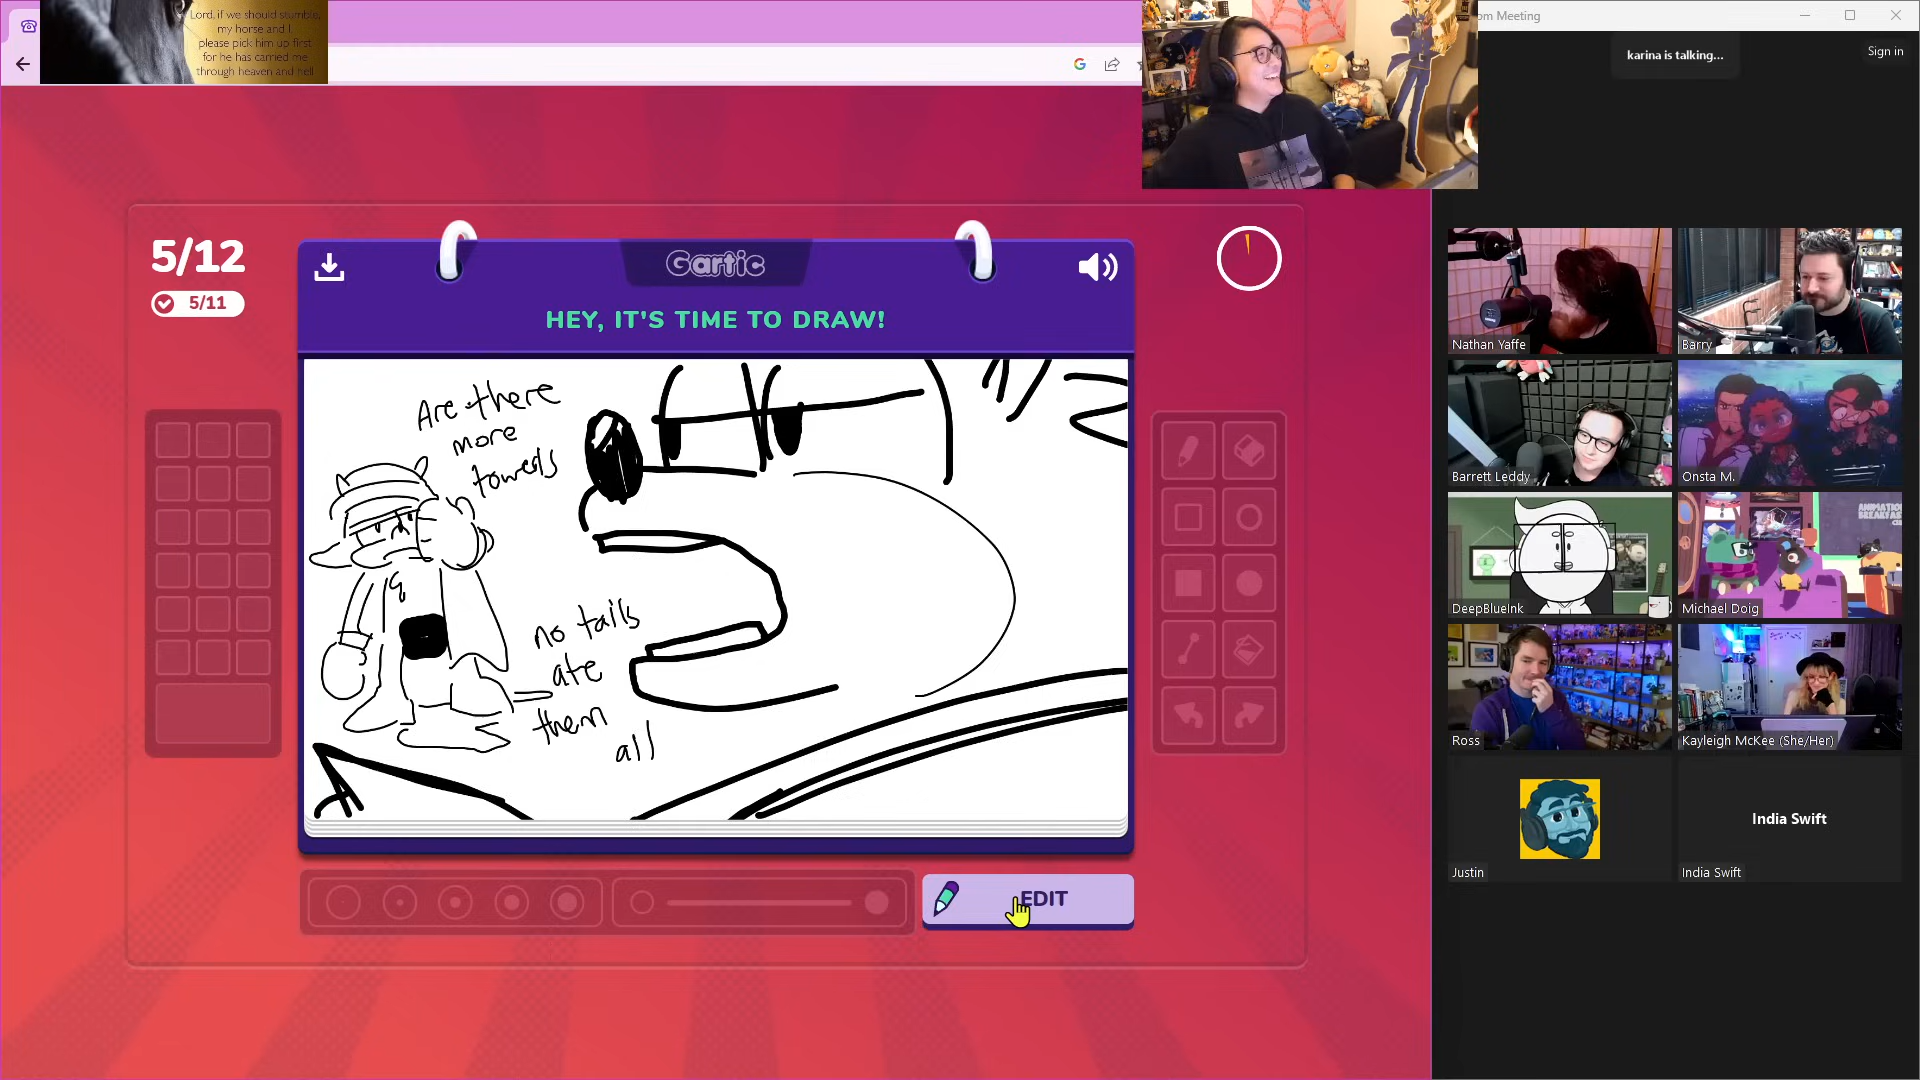 Lord, if we should stumble,
my horse and I,
please pick him up first
for he has carried me
through heaven and hell
om Meeting
karina is talking...
Sign in
5/12
5/11
Gartic
HEY, IT'S TIME TO DRAW!
Are there
more
towels
no tails
ate
them
all
EDIT
Nathan Yaffe
Barry
Barrett Leddy
Onsta M.
ANIMATION
BREAKFAST
DeepBlueInk
Michael Doig
Ross
Kayleigh McKee (She/Her)
India Swift
Justin
India Swift